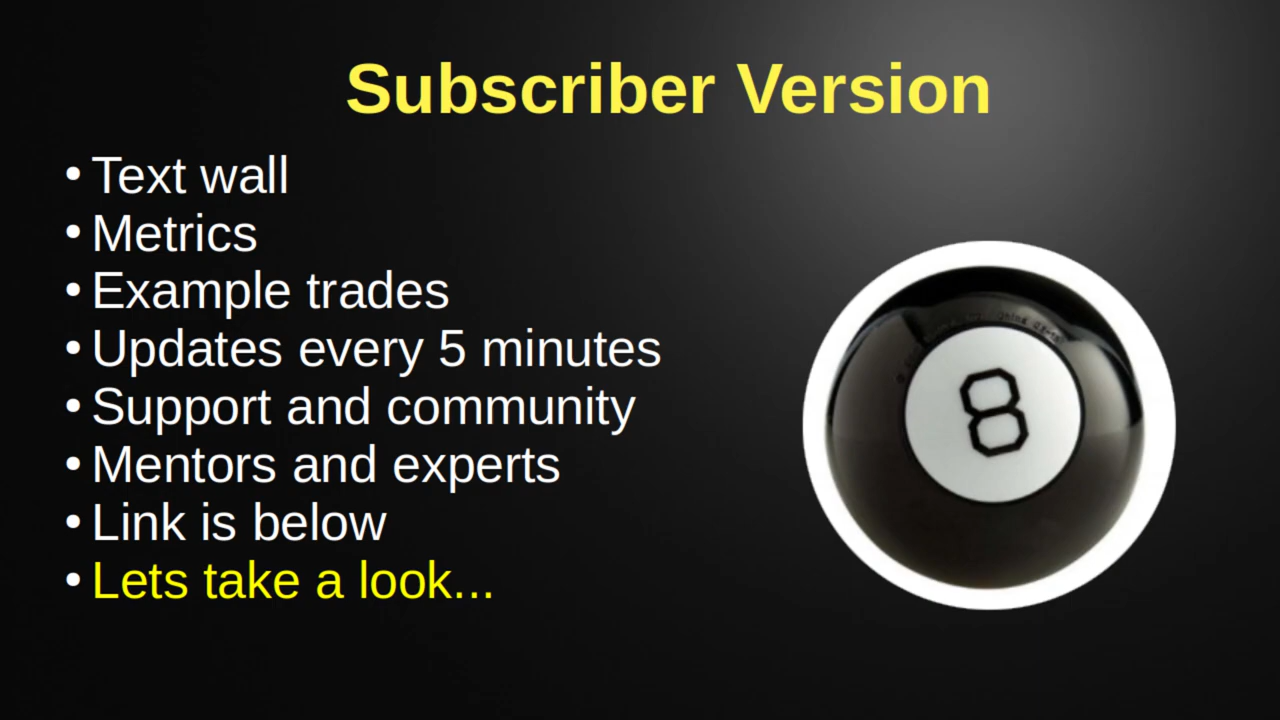 Subscriber Version
• Text wall
• Metrics
• Example trades
• Updates every 5 minutes
• Support and community
• Mentors and experts
• Link is below
• Lets take a look...
8